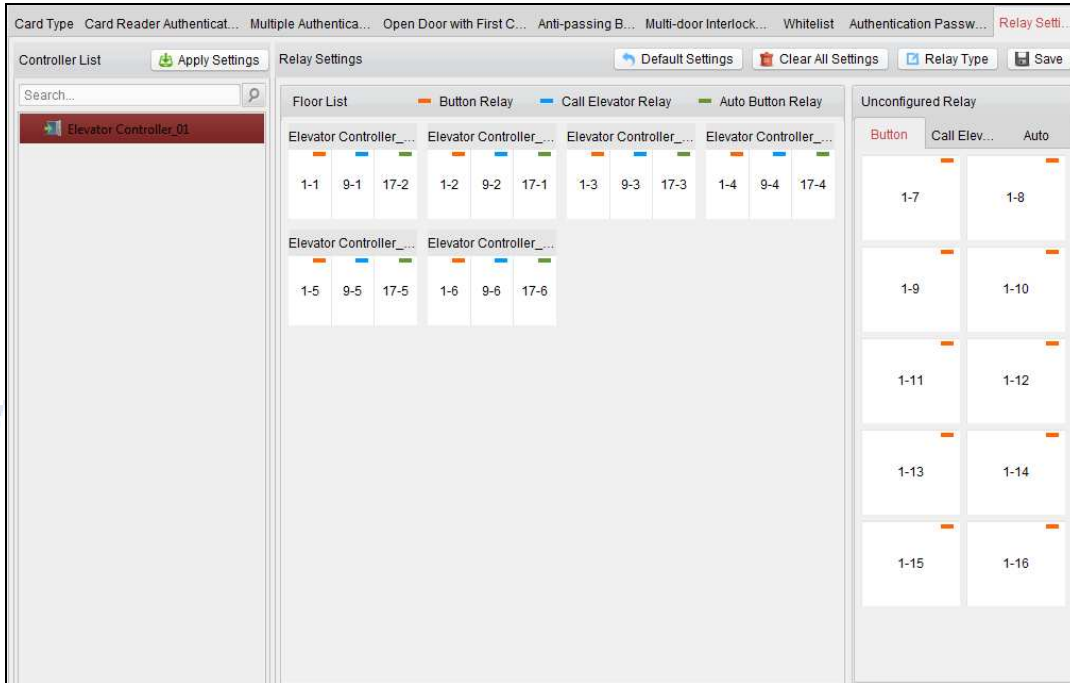 Card Type Card Reader Authenticat... Multiple Authentica... Open Door with First C... Anti-passing B... Multi-door Interlock... Whitelist Authentication Passw... Relay Setti...
Controller List Apply Settings
Search...
Elevator Controller_01
Relay Settings Default Settings Clear All Settings Relay Type Save
Floor List Button Relay Call Elevator Relay Auto Button Relay
Elevator Controller_... Elevator Controller_... Elevator Controller_... Elevator Controller_...
1-1 9-1 17-2 1-2 9-2 17-1 1-3 9-3 17-3 1-4 9-4 17-4
Elevator Controller_... Elevator Controller_...
1-5 9-5 17-5 1-6 9-6 17-6
Unconfigured Relay
Button Call Elev... Auto
1-7 1-8
1-9 1-10
1-11 1-12
1-13 1-14
1-15 1-16